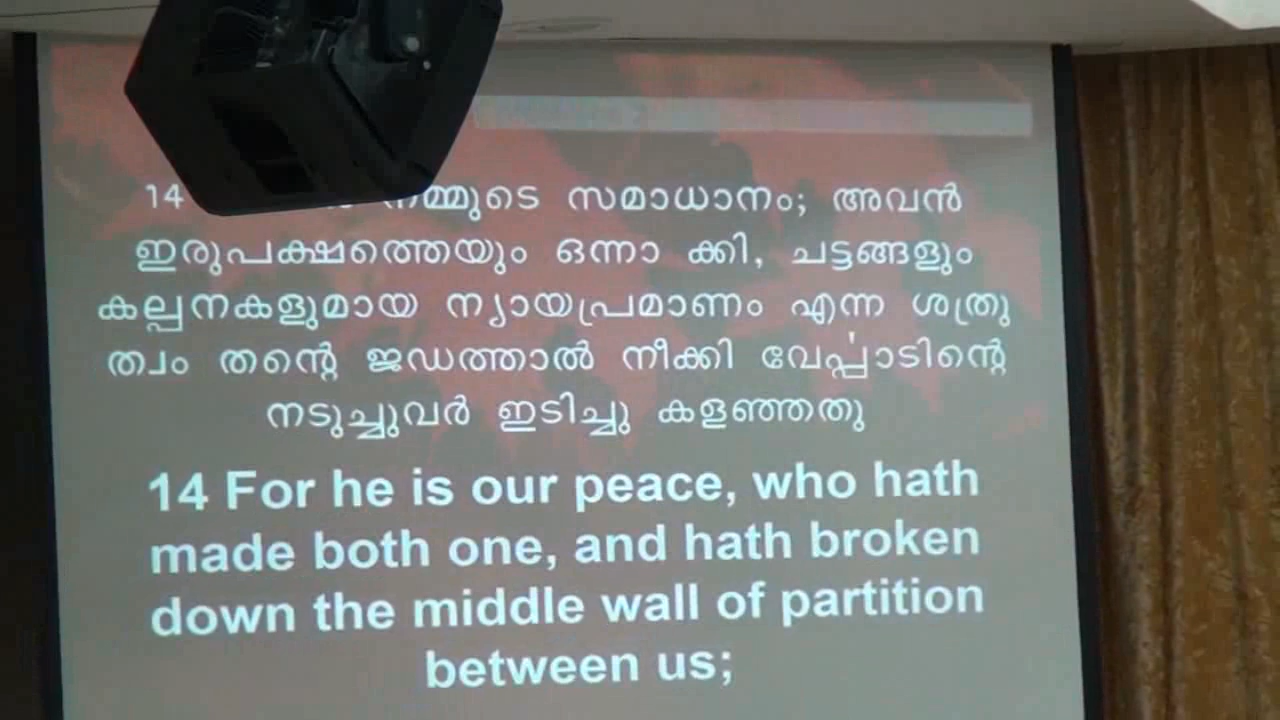 14 നമ്മുടെ സമാധാനം; അവൻ
ഇരുപക്ഷത്തെയും ഒന്നാ ക്കി, ചട്ടങ്ങളും
കല്പനകളുമായ ന്യായപ്രമാണം എന്ന ശത്രു
ത്വം തന്റെ ജഡത്താൽ നീക്കി വേൎപ്പാടിന്റെ
നടുച്ചുവർ ഇടിച്ചു കളഞ്ഞതു
14 For he is our peace, who hath
made both one, and hath broken
down the middle wall of partition
between us;